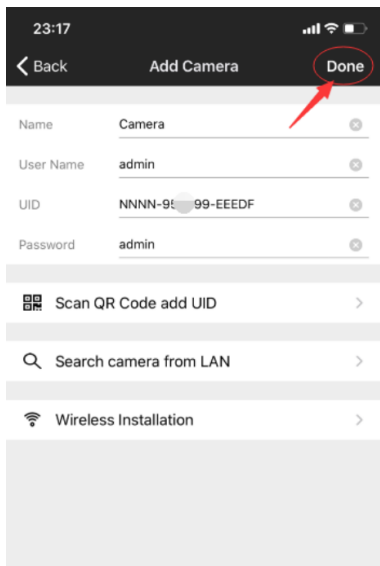 23:17
Back Add Camera Done
Name Camera
User Name admin
UID NNNN-95 99-EEEDF
Password admin
Scan QR Code add UID
Search camera from LAN
Wireless Installation